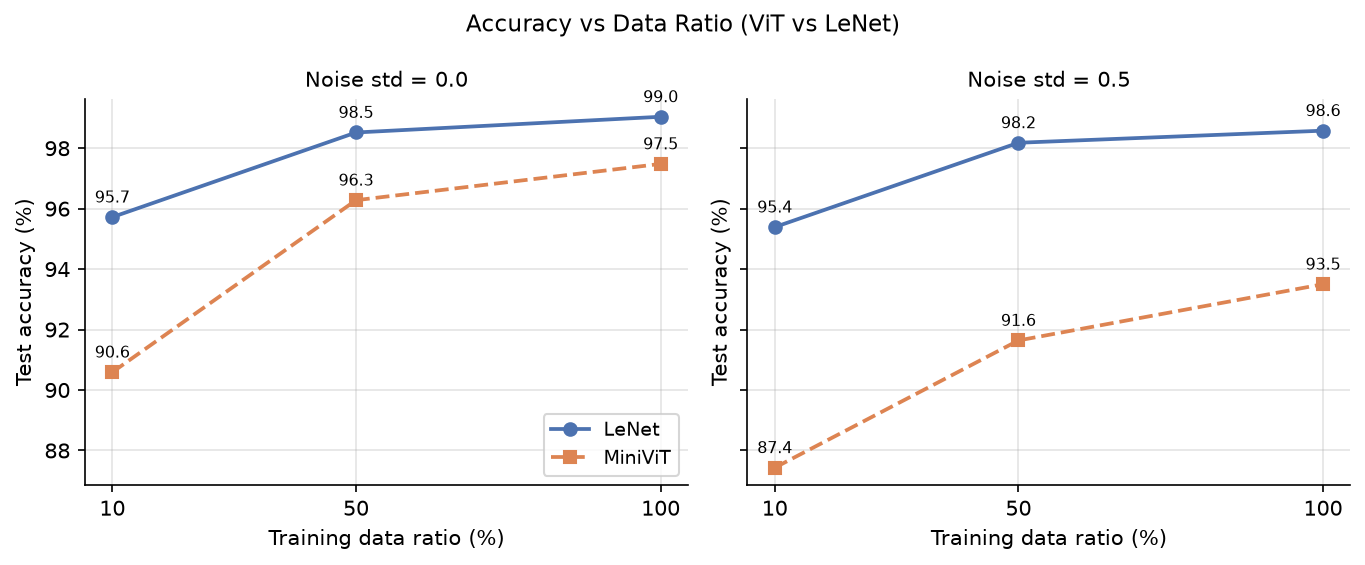 Accuracy vs Data Ratio (ViT vs LeNet)
Noise std = 0.0
Test accuracy (%)
98
96
94
92
90
88
95.7
98.5
99.0
90.6
96.3
97.5
LeNet
MiniViT
10
50
100
Training data ratio (%)
Noise std = 0.5
Test accuracy (%)
95.4
98.2
98.6
87.4
91.6
93.5
10
50
100
Training data ratio (%)